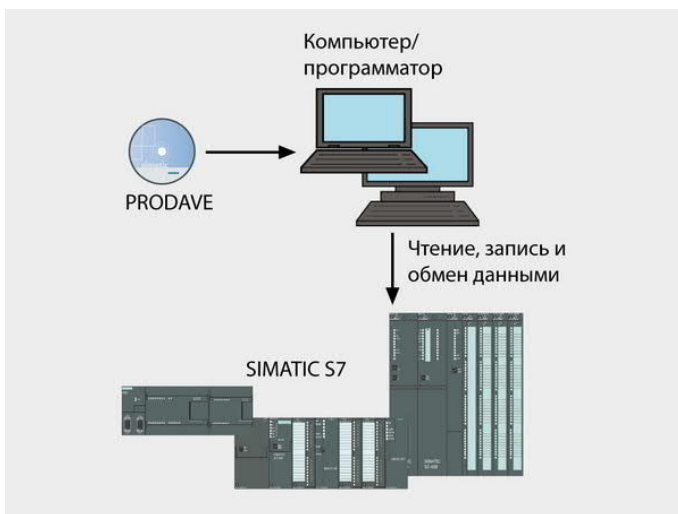 Компьютер/
программатор
PRODAVE
Чтение, запись и
обмен данными
SIMATIC S7